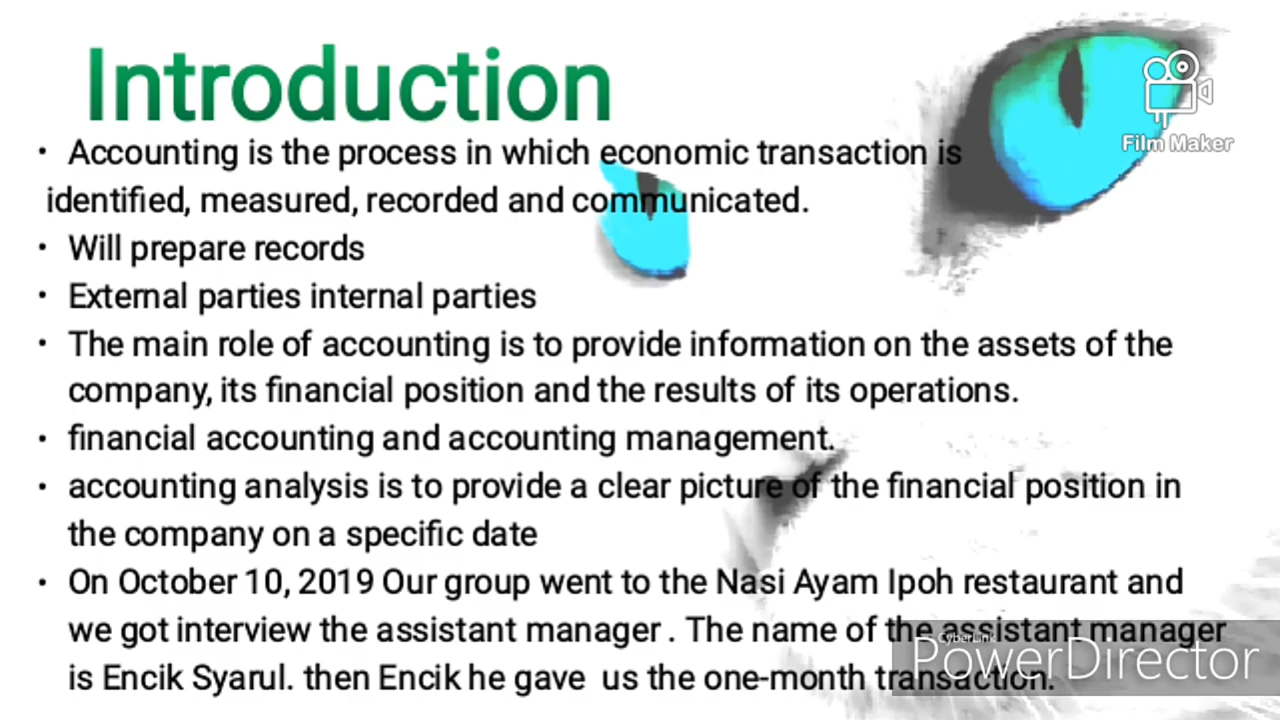 Introduction
• Accounting is the process in which economic transaction is
identified, measured, recorded and communicated.
• Will prepare records
• External parties internal parties
• The main role of accounting is to provide information on the assets of the
company, its financial position and the results of its operations.
• financial accounting and accounting management.
• accounting analysis is to provide a clear picture of the financial position in
the company on a specific date
• On October 10, 2019 Our group went to the Nasi Ayam Ipoh restaurant and
we got interview the assistant manager . The name of the assistant manager
is Encik Syarul. then Encik he gave us the one-month transaction.
Film Maker
CyberLink
PowerDirector